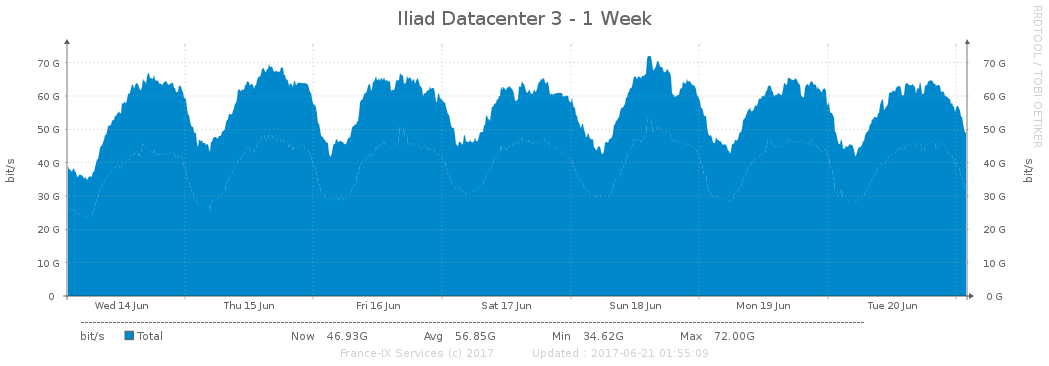 Iliad Datacenter 3 - 1 Week
RRDTOOL / TOBI OETIKER
bit/s
70 G 70 G
60 G 60 G
50 G 50 G
40 G 40 G
30 G 30 G
20 G 20 G
10 G 10 G
0 0 G
bit/s
Wed 14 Jun Thu 15 Jun Fri 16 Jun Sat 17 Jun Sun 18 Jun Mon 19 Jun Tue 20 Jun
bit/s Total Now 46.93G Avg 56.85G Min 34.62G Max 72.00G
France-IX Services (c) 2017 Updated : 2017-06-21 01:55:09